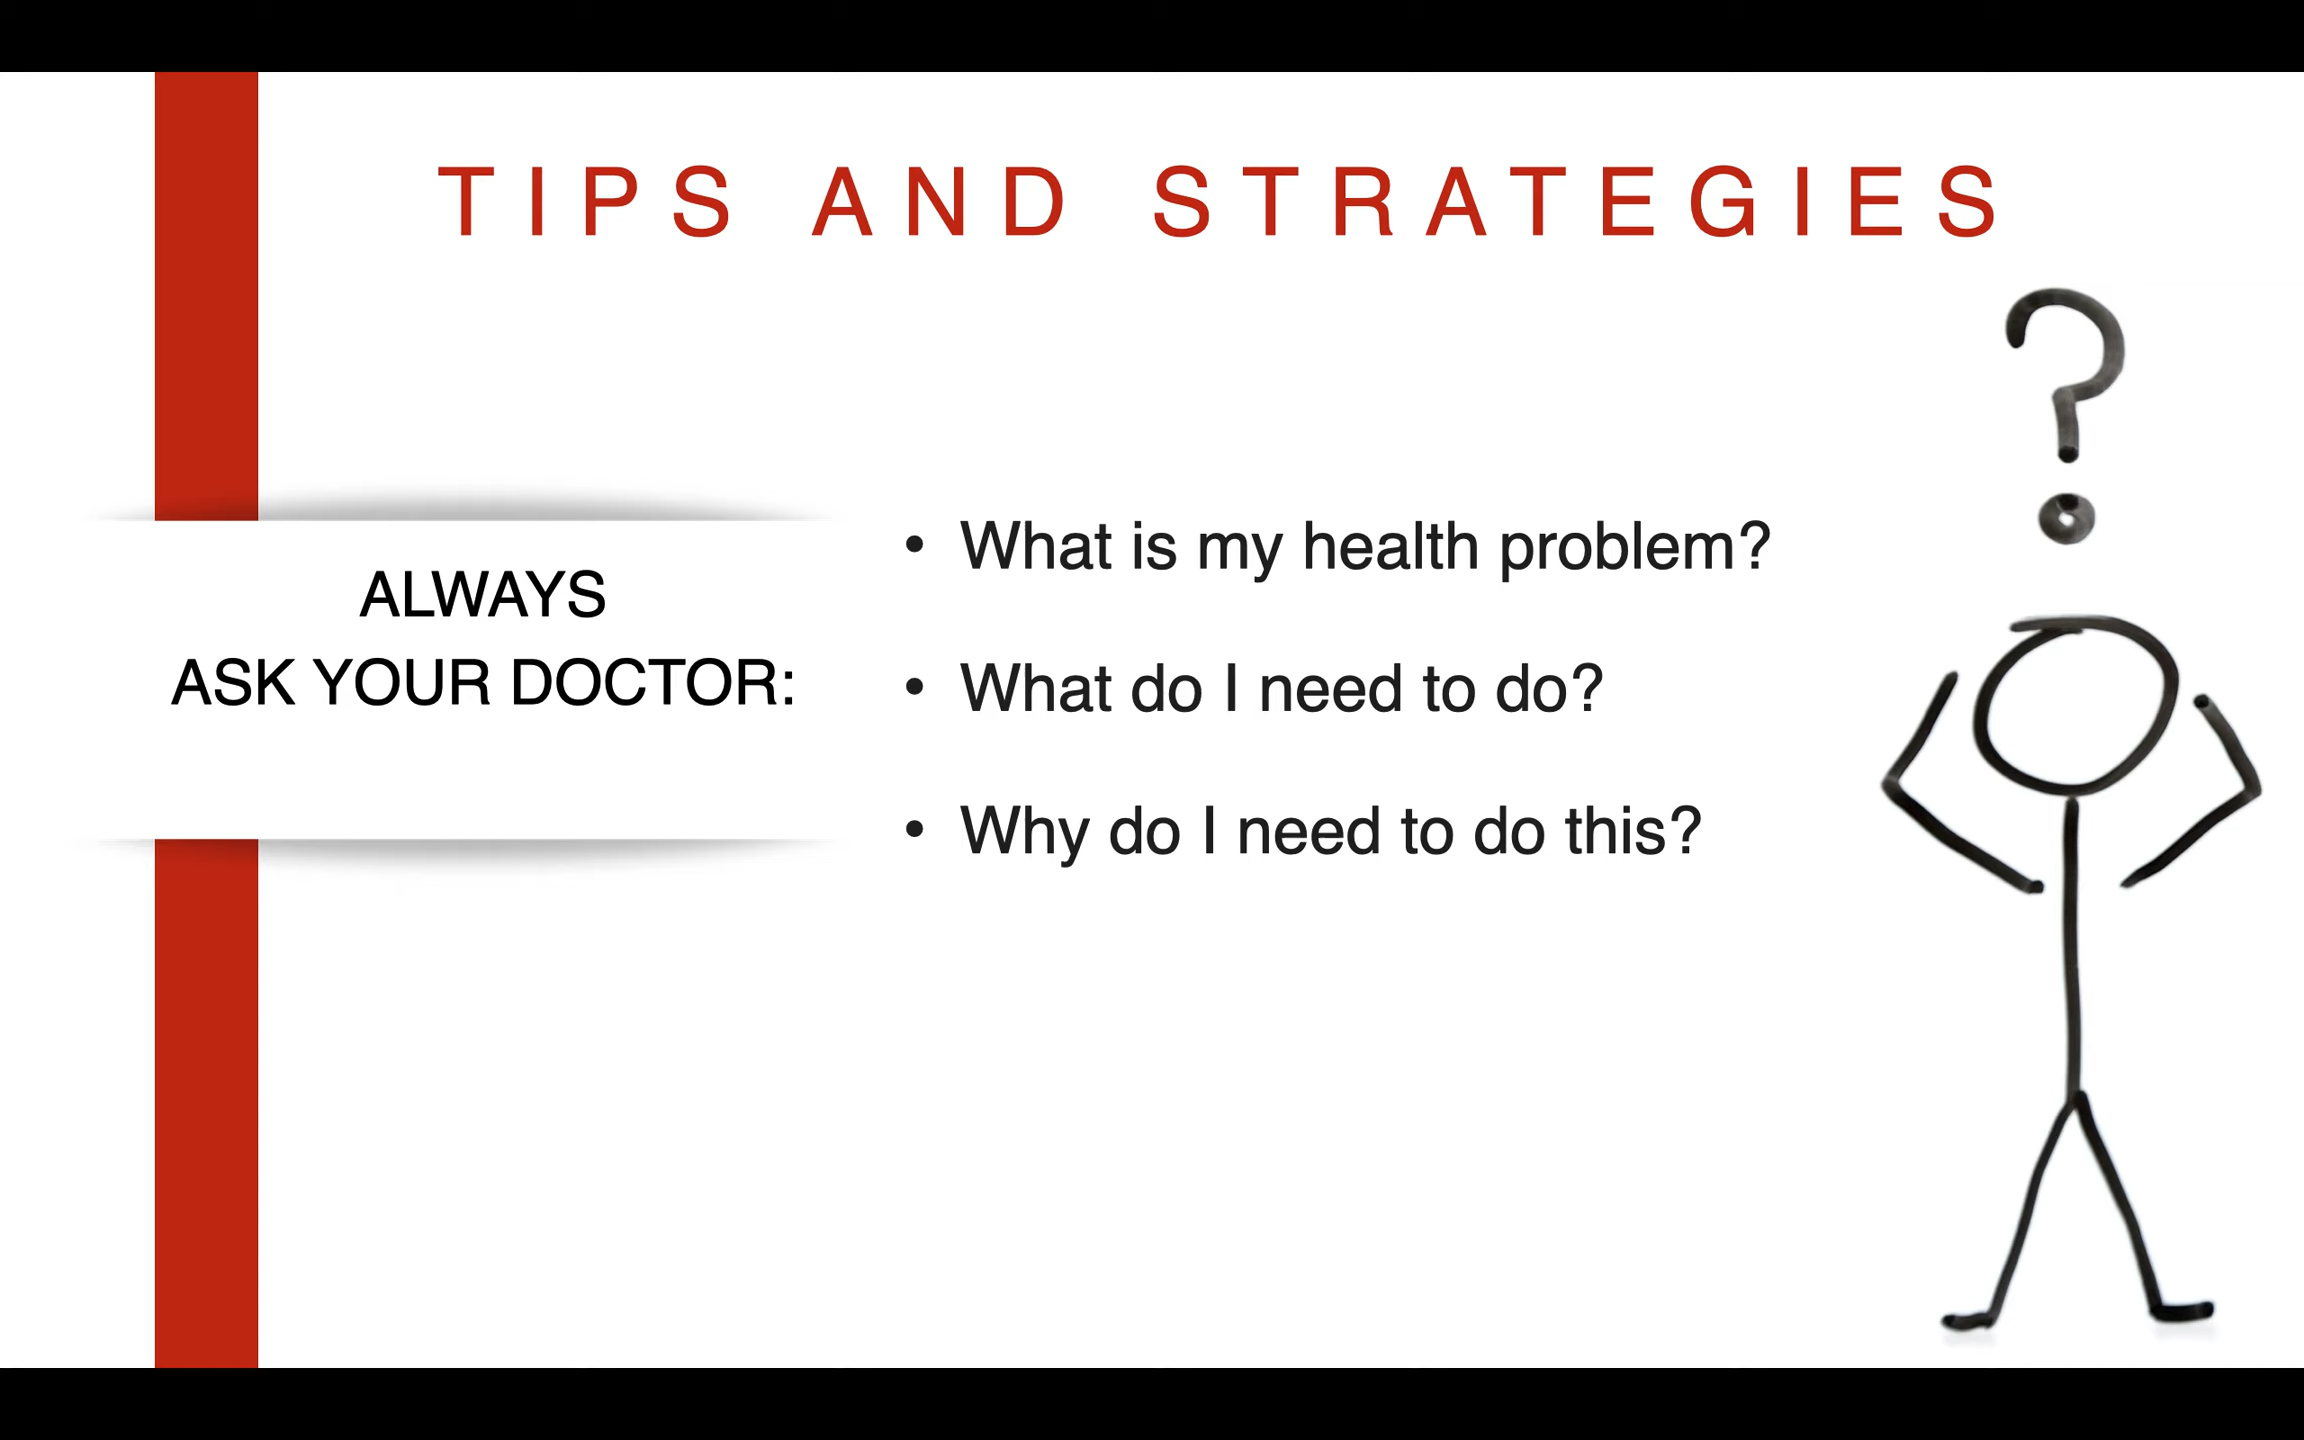 TIPS AND STRATEGIES
ALWAYS
ASK YOUR DOCTOR:
• What is my health problem?
• What do I need to do?
• Why do I need to do this?
?